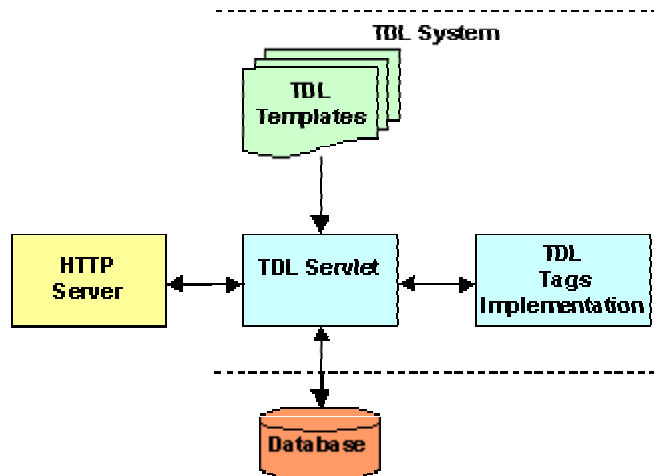 TDL System
TDL
Templates
HTTP
Server
TDL Servlet
TDL
Tags
Implementation
Database